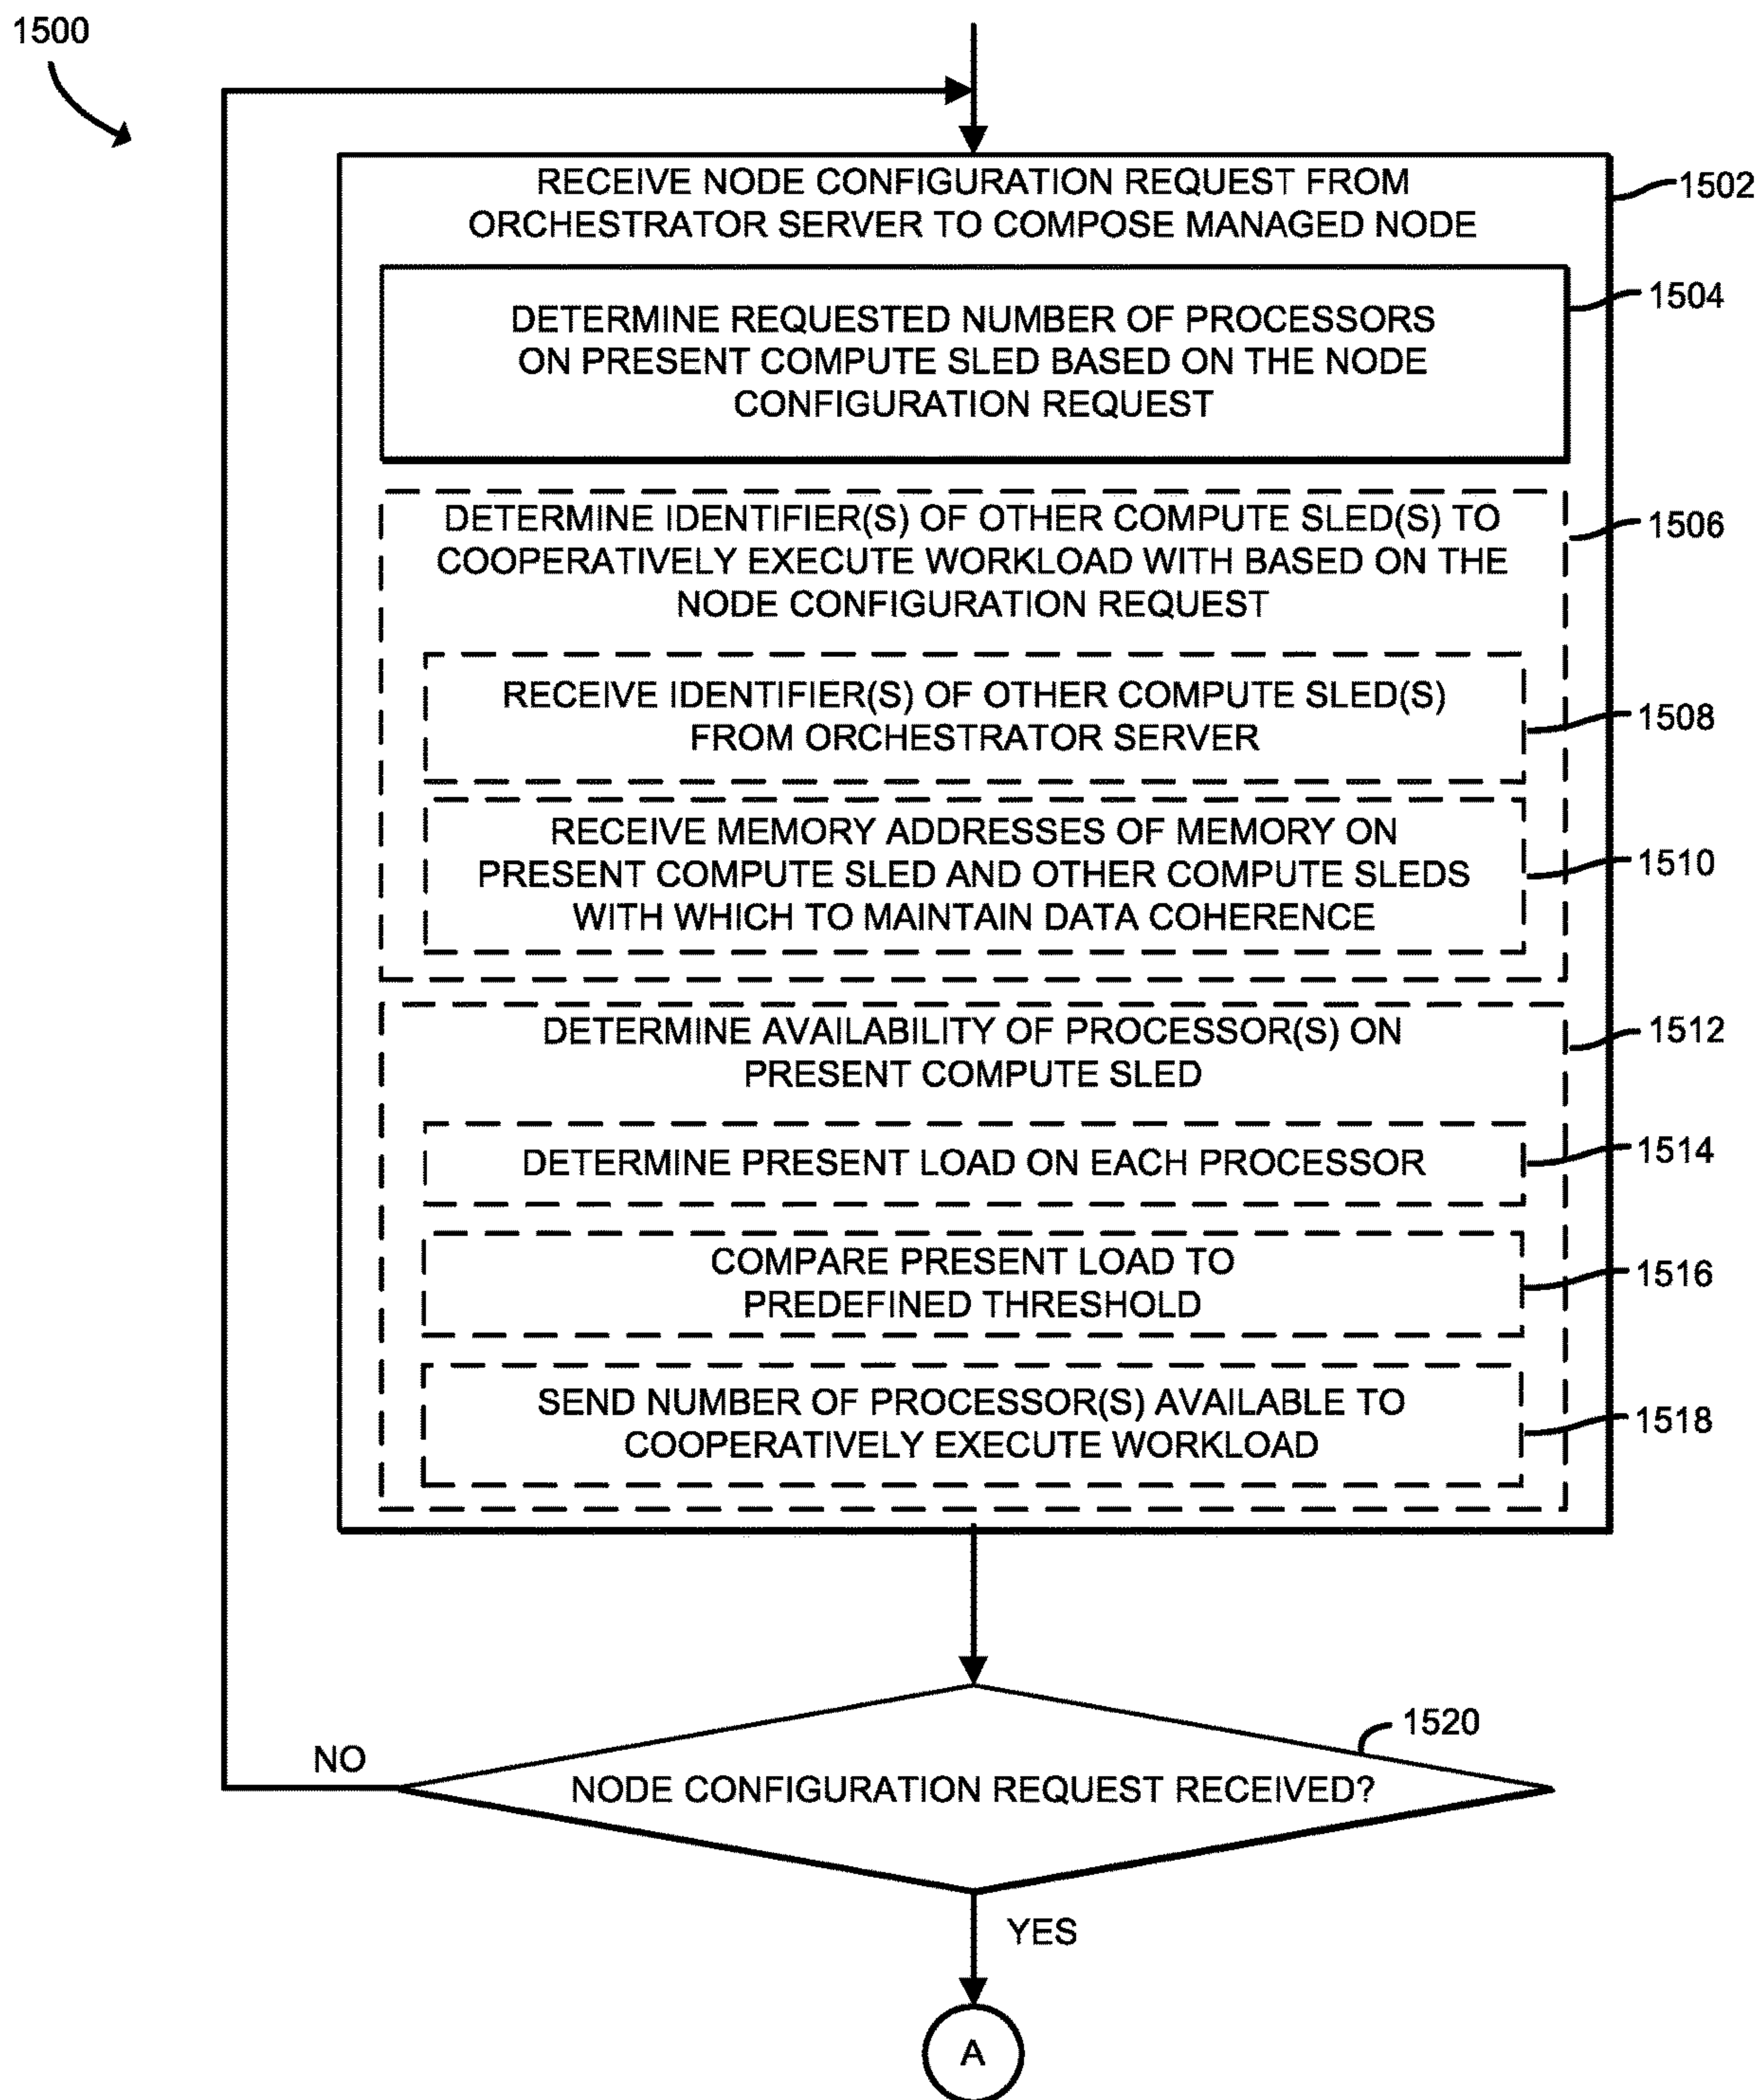 1500
RECEIVE NODE CONFIGURATION REQUEST FROM
ORCHESTRATOR SERVER TO COMPOSE MANAGED NODE
1502
DETERMINE REQUESTED NUMBER OF PROCESSORS
ON PRESENT COMPUTE SLED BASED ON THE NODE
CONFIGURATION REQUEST
1504
DETERMINE IDENTIFIER(S) OF OTHER COMPUTE SLED(S) TO
COOPERATIVELY EXECUTE WORKLOAD WITH BASED ON THE
NODE CONFIGURATION REQUEST
1506
RECEIVE IDENTIFIER(S) OF OTHER COMPUTE SLED(S)
FROM ORCHESTRATOR SERVER
1508
RECEIVE MEMORY ADDRESSES OF MEMORY ON
PRESENT COMPUTE SLED AND OTHER COMPUTE SLEDS
WITH WHICH TO MAINTAIN DATA COHERENCE
1510
DETERMINE AVAILABILITY OF PROCESSOR(S) ON
PRESENT COMPUTE SLED
1512
DETERMINE PRESENT LOAD ON EACH PROCESSOR
1514
COMPARE PRESENT LOAD TO
PREDEFINED THRESHOLD
1516
SEND NUMBER OF PROCESSOR(S) AVAILABLE TO
COOPERATIVELY EXECUTE WORKLOAD
1518
1520
NO
NODE CONFIGURATION REQUEST RECEIVED?
YES
A